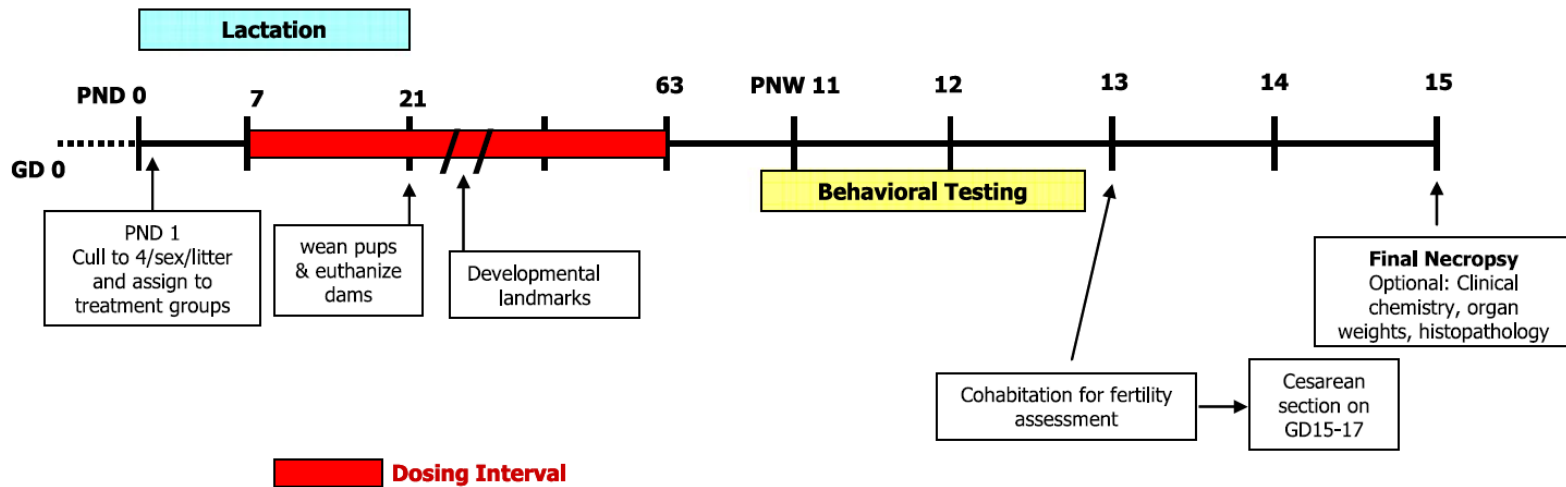 Lactation
PND 0
7
21
63
PNW 11
12
13
14
15
GD 0
Behavioral Testing
PND 1
Cull to 4/sex/litter
and assign to
treatment groups
wean pups
& euthanize
dams
Developmental
landmarks
Final Necropsy
Optional: Clinical
chemistry, organ
weights, histopathology
Cohabitation for fertility
assessment
Cesarean
section on
GD15-17
Dosing Interval